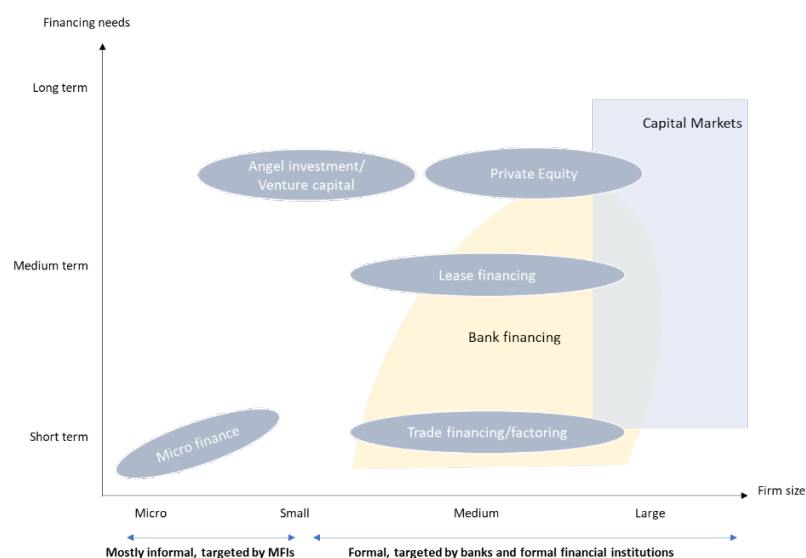 Financing needs
Long term
Capital Markets
Angel investment/
Venture capital
Private Equity
Medium term
Lease financing
Bank financing
Short term
Micro finance
Trade financing/factoring
Firm size
Micro
Small
Medium
Large
Mostly informal, targeted by MFIs
Formal, targeted by banks and formal financial institutions